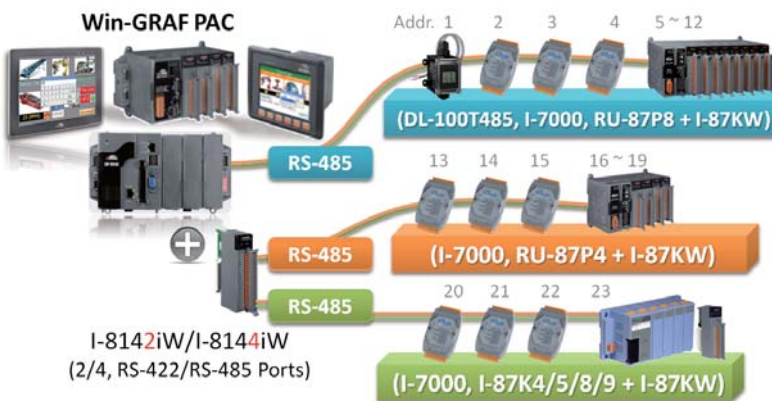 Win-GRAF PAC
Addr. 1 2 3 4 5 ~ 12
RS-485
(DL-100T485, I-7000, RU-87P8 + I-87KW)
13 14 15 16 ~ 19
RS-485
(I-7000, RU-87P4 + I-87KW)
20 21 22 23
RS-485
(I-7000, I-87K4/5/8/9 + I-87KW)
I-8142iW/I-8144iW
(2/4, RS-422/RS-485 Ports)